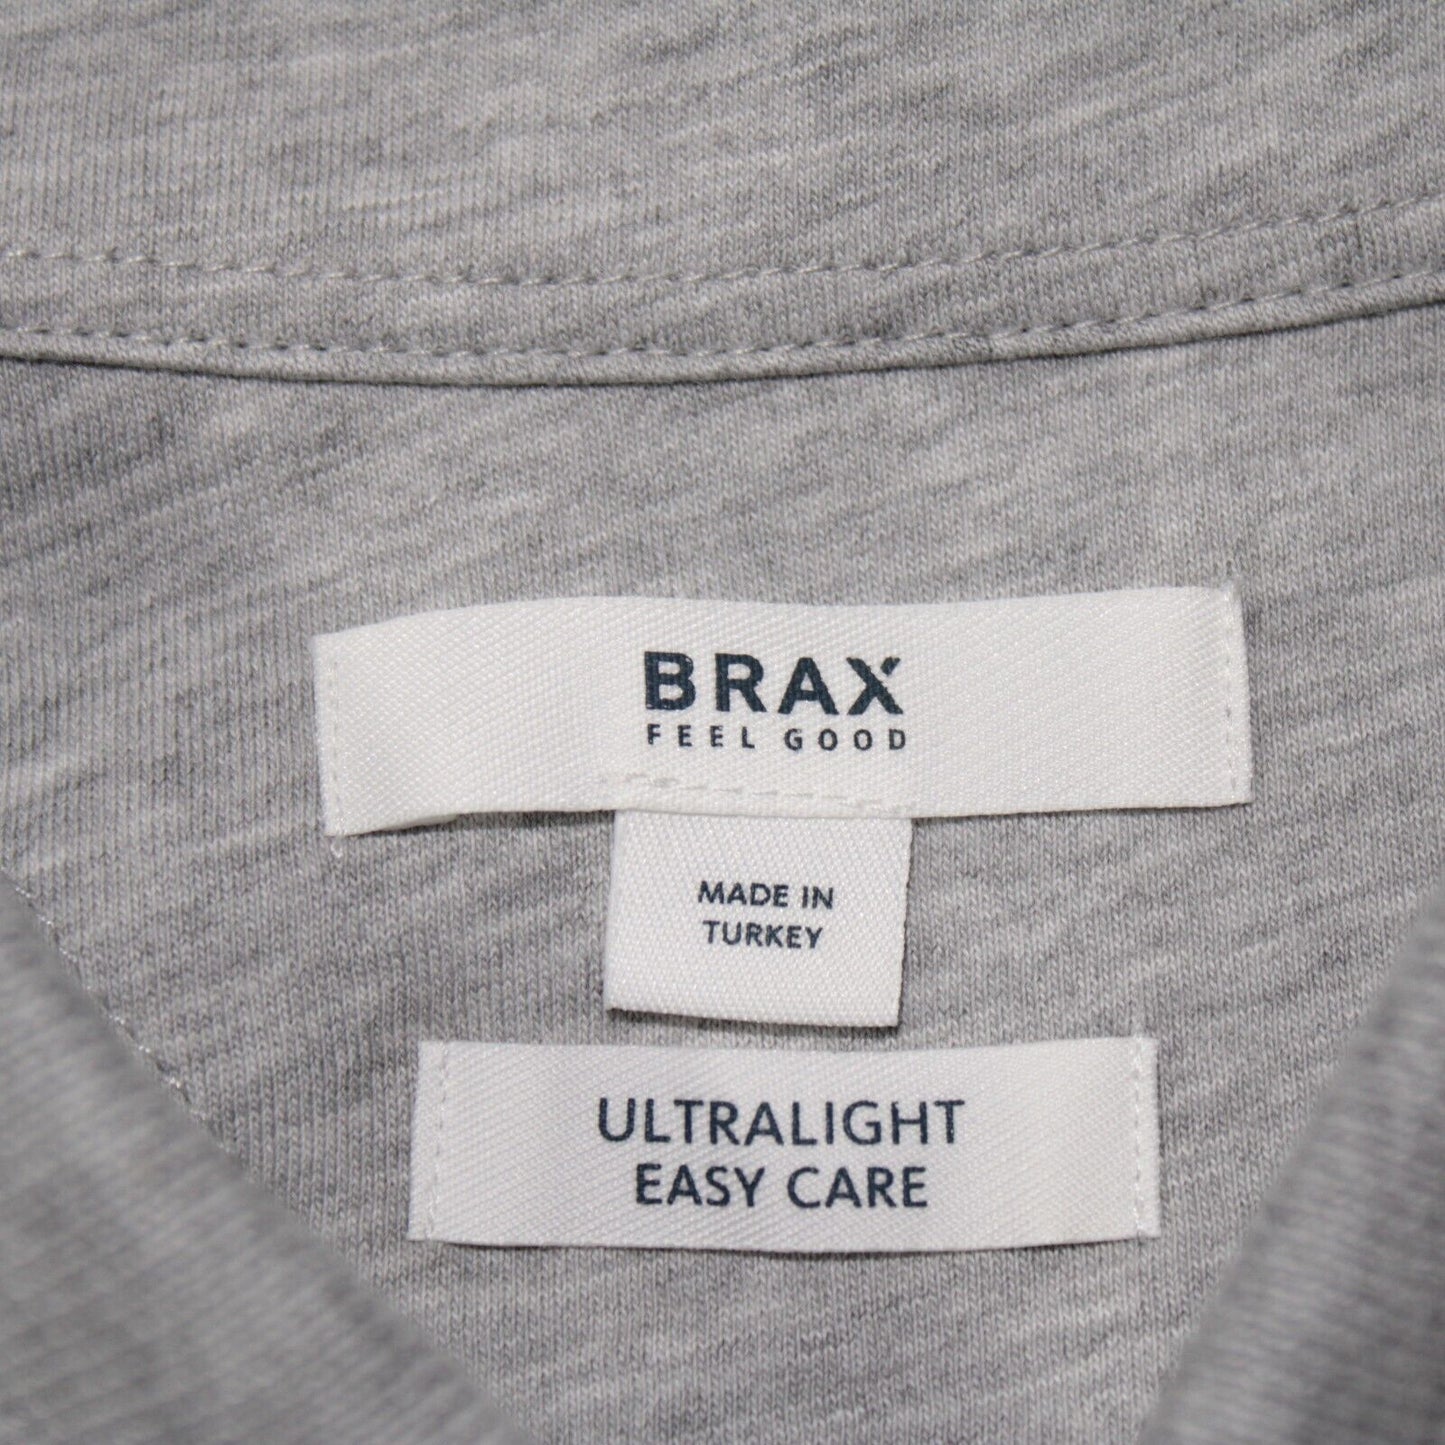 BRAX
FEEL GOOD
MADE IN
TURKEY
ULTRALIGHT
EASY CARE